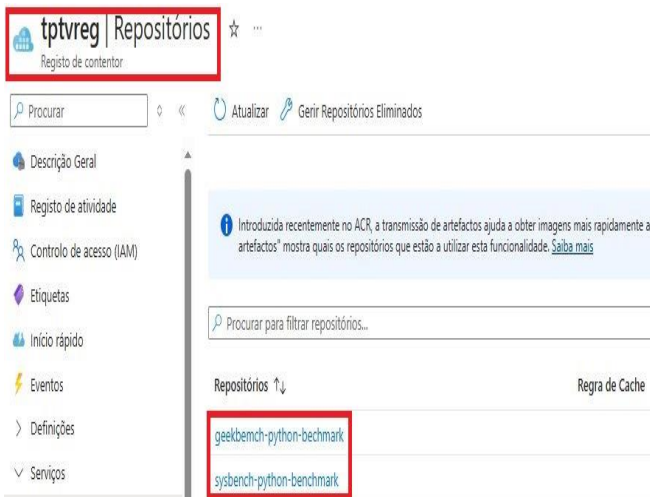 tptvreg | Repositórios
Registo de contentor
Procurar
Atualizar
Gerir Repositórios Eliminados
Descrição Geral
Registo de atividade
Controlo de acesso (IAM)
Etiquetas
Início rápido
Eventos
Definições
Serviços
Introduzida recentemente no ACR, a transmissão de artefactos ajuda a obter imagens mais rapidamente a
artefactos" mostra quais os repositórios que estão a utilizar esta funcionalidade. Saiba mais
Procurar para filtrar repositórios...
Repositórios ↑↓
Regra de Cache
geekbemch-python-bechmark
sysbench-python-benchmark